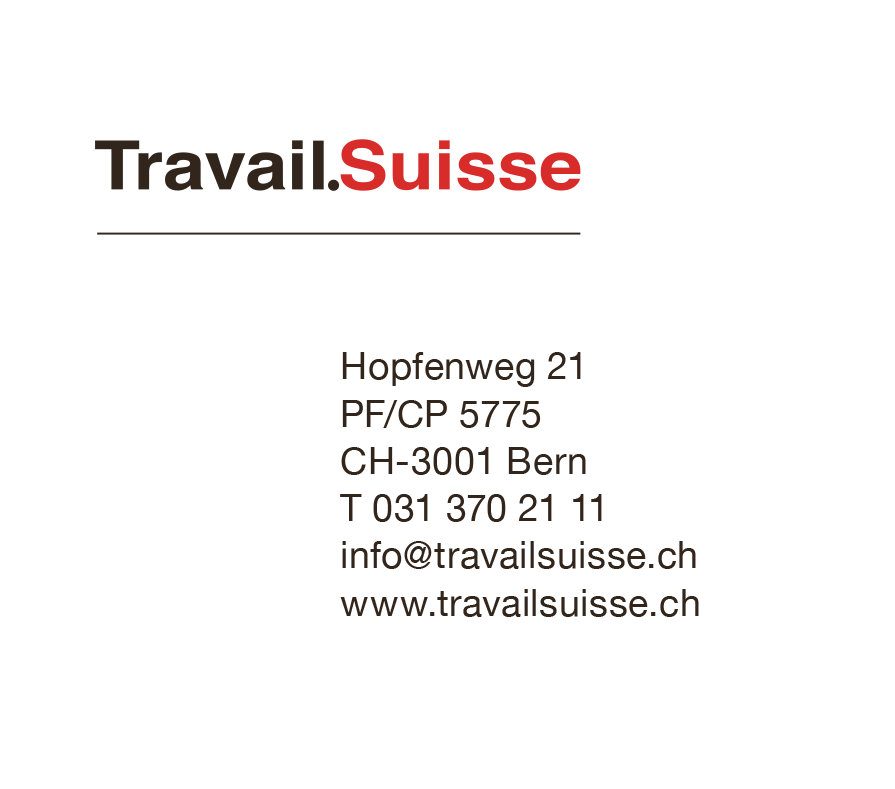 Travail.Suisse
Hopfenweg 21
PF/CP 5775
CH-3001 Bern
T 031 370 21 11
info@travailsuisse.ch
www.travailsuisse.ch